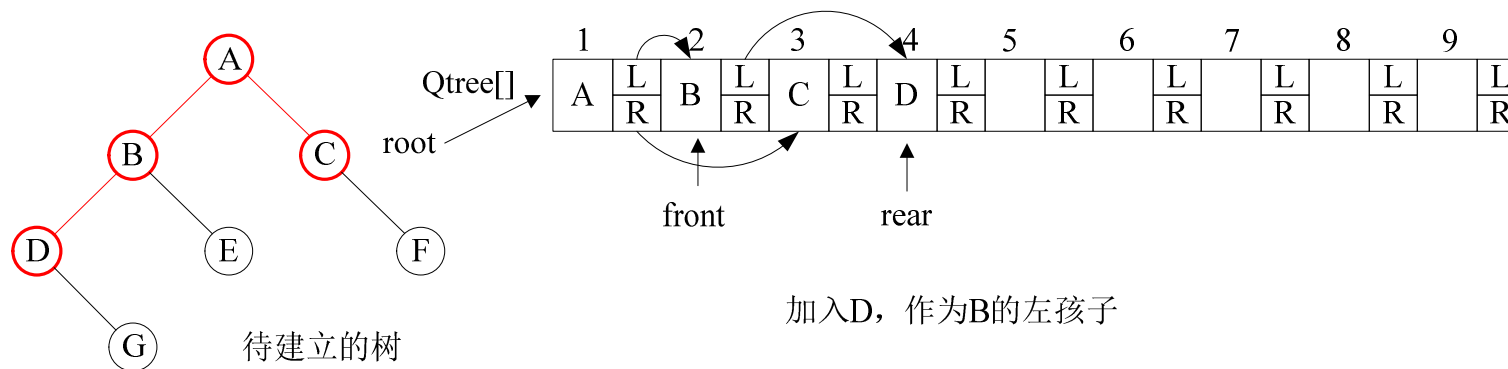 A
B
C
D
E
F
G
待建立的树
1 2 3 4 5 6 7 8 9
Qtree[]
root
A L B L C L D L L L L L L
R R R R R R R R R
front
rear
加入D，作为B的左孩子